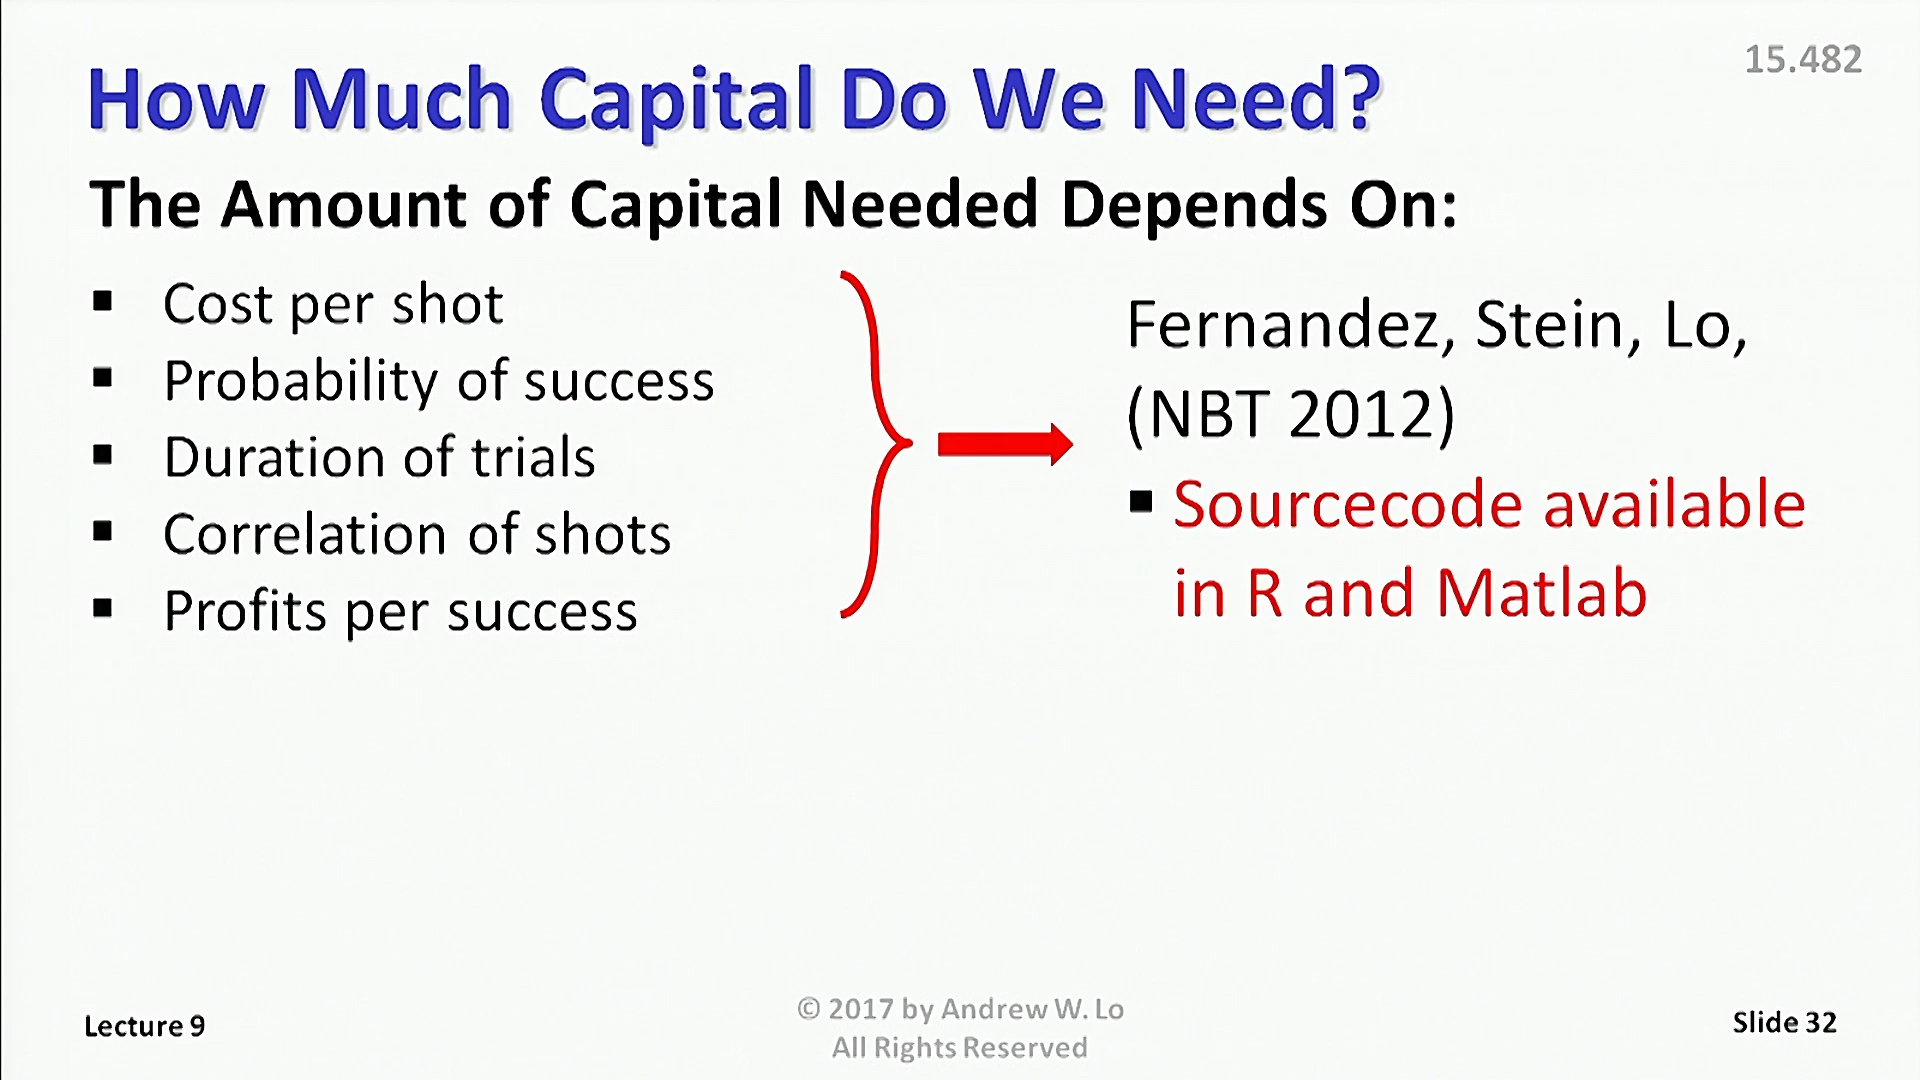 15.482
How Much Capital Do We Need?
The Amount of Capital Needed Depends On:
▪ Cost per shot
▪ Probability of success
▪ Duration of trials
▪ Correlation of shots
▪ Profits per success
Fernandez, Stein, Lo,
(NBT 2012)
▪ Sourcecode available
in R and Matlab
Lecture 9
© 2017 by Andrew W. Lo
All Rights Reserved
Slide 32